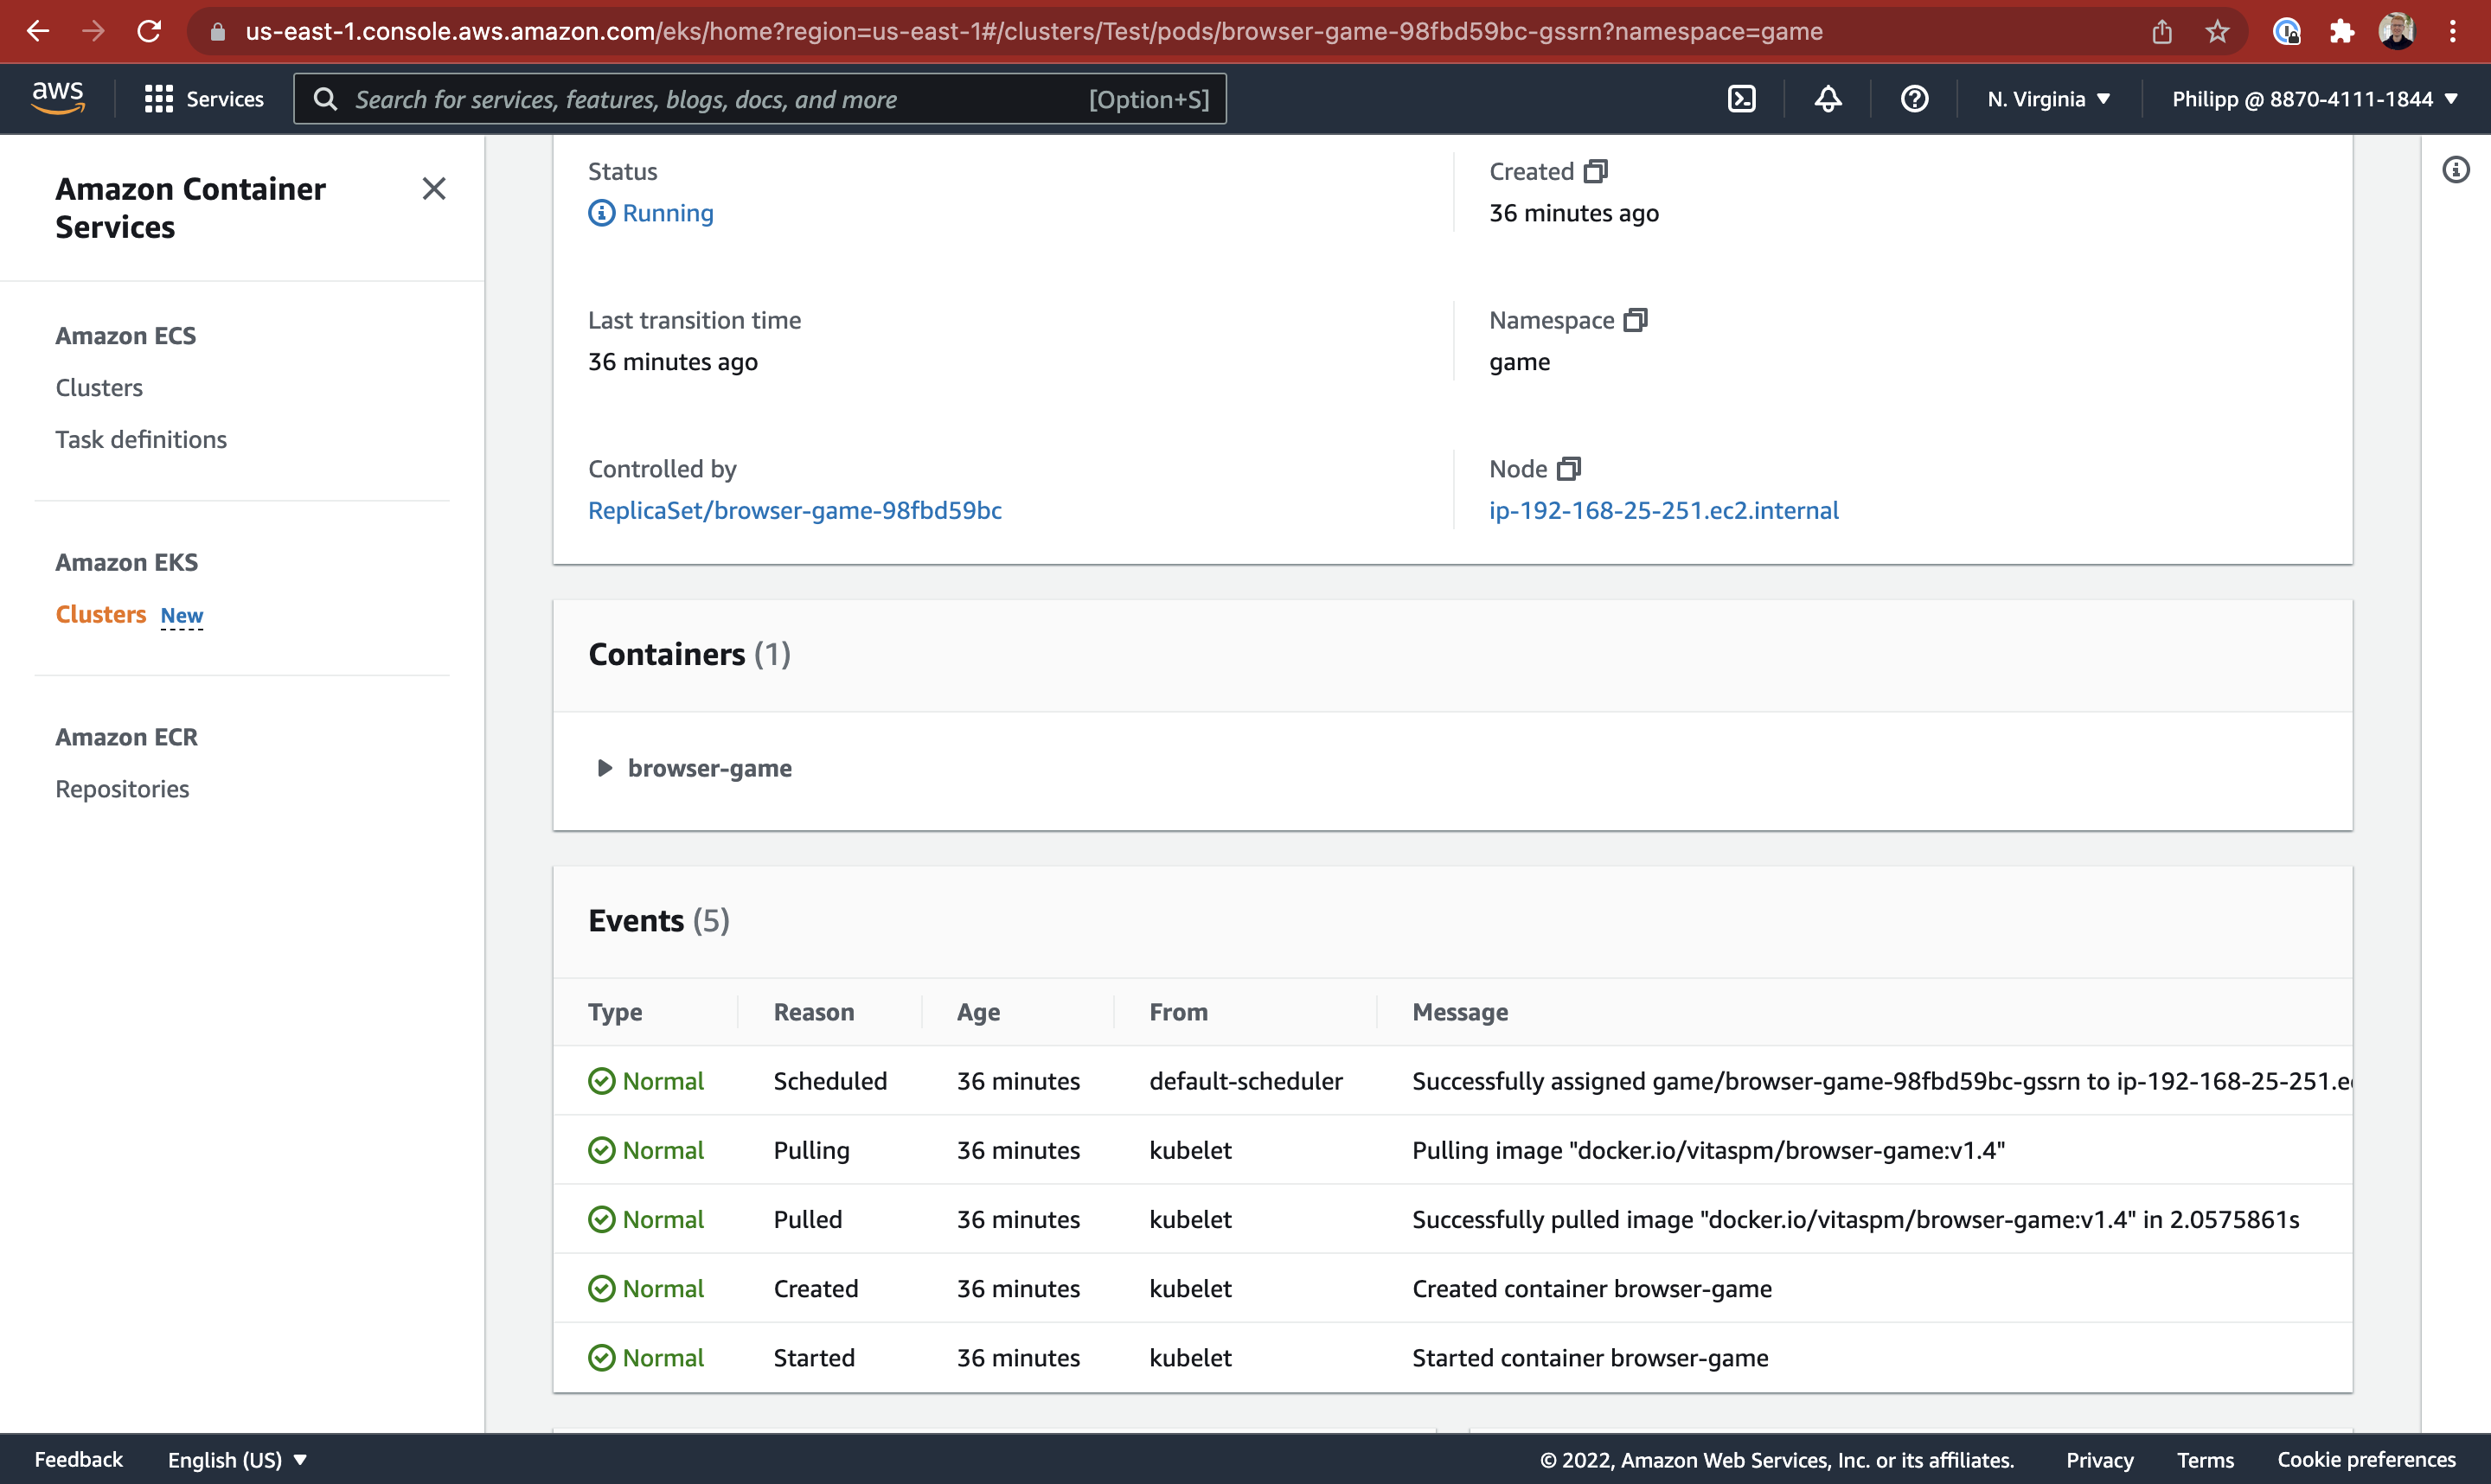 us-east-1.console.aws.amazon.com/eks/home?region=us-east-1#/clusters/Test/pods/browser-game-98fbd59bc-gssrn?namespace=game
aws
Services
Search for services, features, blogs, docs, and more
[Option+S]
N. Virginia
Philipp @ 8870-4111-1844
Amazon Container
Services
Amazon ECS
Clusters
Task definitions
Amazon EKS
Clusters New
Amazon ECR
Repositories
Status
Running
Created
36 minutes ago
Last transition time
36 minutes ago
Namespace
game
Controlled by
ReplicaSet/browser-game-98fbd59bc
Node
ip-192-168-25-251.ec2.internal
Containers (1)
browser-game
Events (5)
Type Reason Age From Message
Normal Scheduled 36 minutes default-scheduler Successfully assigned game/browser-game-98fbd59bc-gssrn to ip-192-168-25-251.e
Normal Pulling 36 minutes kubelet Pulling image "docker.io/vitaspm/browser-game:v1.4"
Normal Pulled 36 minutes kubelet Successfully pulled image "docker.io/vitaspm/browser-game:v1.4" in 2.0575861s
Normal Created 36 minutes kubelet Created container browser-game
Normal Started 36 minutes kubelet Started container browser-game
Feedback
English (US)
© 2022, Amazon Web Services, Inc. or its affiliates.
Privacy
Terms
Cookie preferences